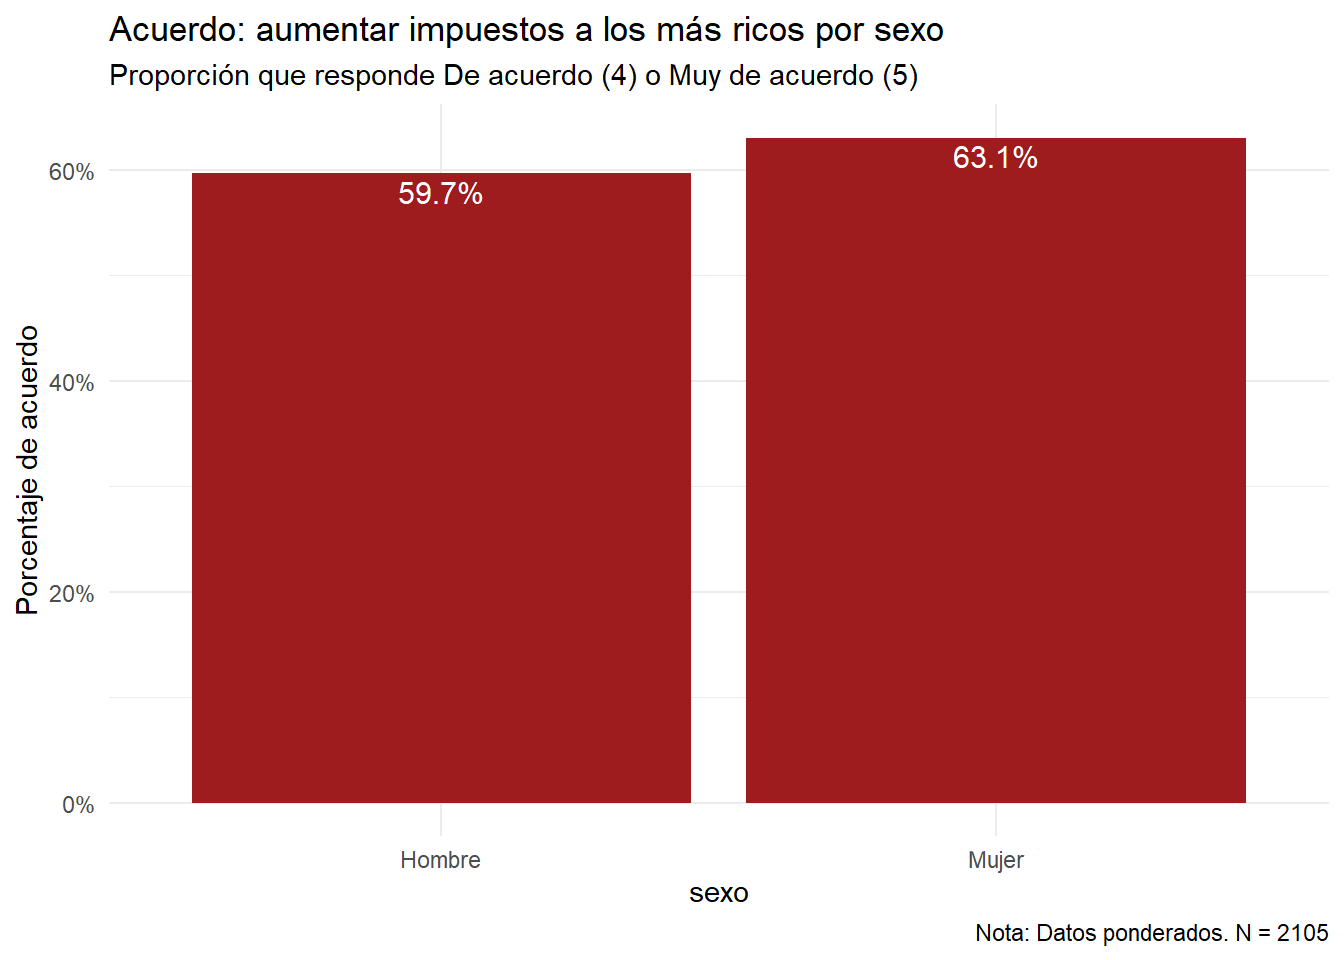 Acuerdo: aumentar impuestos a los más ricos por sexo
Proporción que responde De acuerdo (4) o Muy de acuerdo (5)
Porcentaje de acuerdo
60%
40%
20%
0%
59.7%
63.1%
Hombre
Mujer
sexo
Nota: Datos ponderados. N = 2105